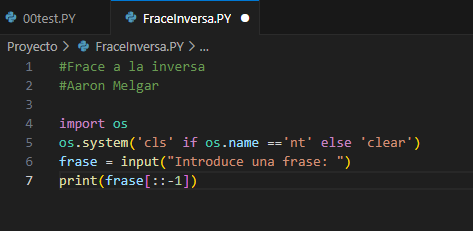 00test.PY
FraceInversa.PY
Proyecto > FraceInversa.PY > ...
1 #Frace a la inversa
2 #Aaron Melgar
3
4 import os
5 os.system('cls' if os.name =='nt' else 'clear')
6 frase = input("Introduce una frase: ")
7 print(frase[::-1])